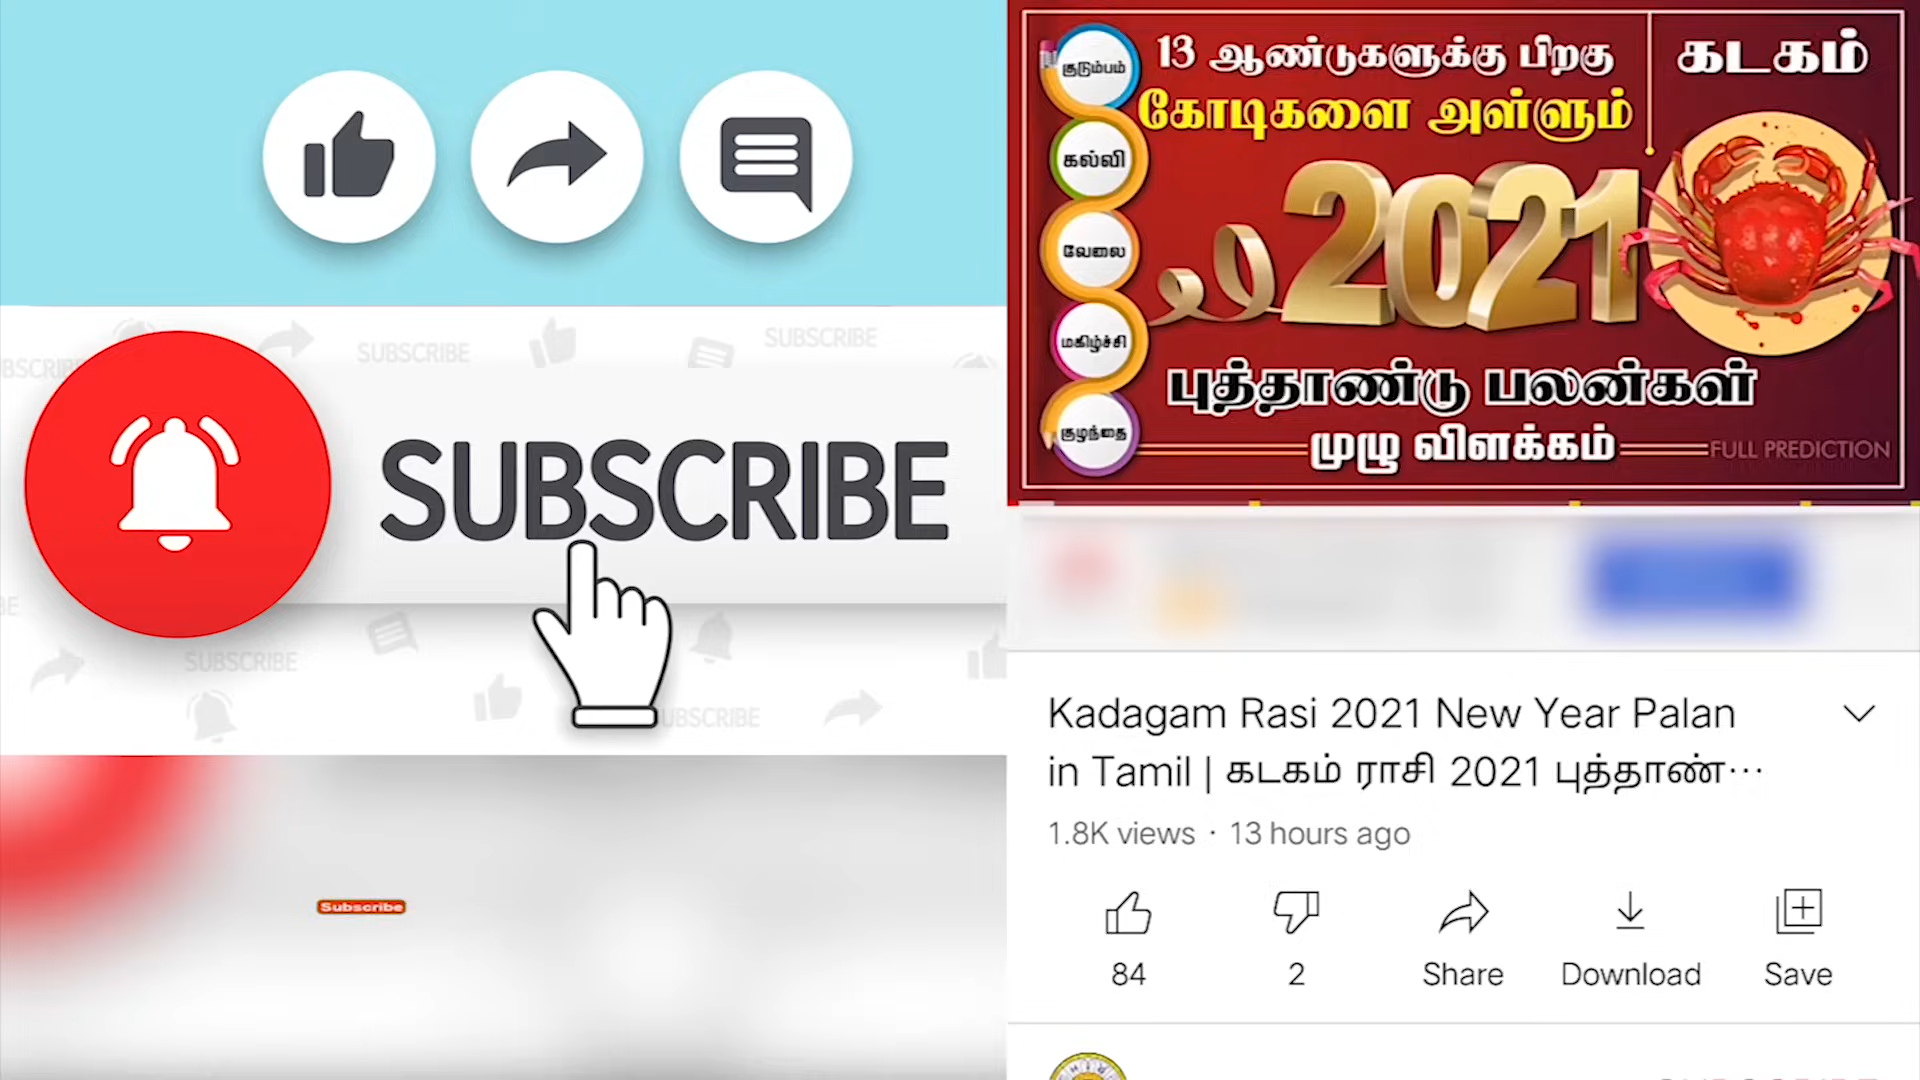 SUBSCRIBE
SUBSCRIBE
SUBSCRIBE
SUBSCRIBE
SUBSCRIBE
Subscribe
குடும்பம்
கல்வி
வேலை
மகிழ்ச்சி
குழந்தை
13 ஆண்டுகளுக்கு பிறகு
கோடிகளை அள்ளும்
கடகம்
2021
புத்தாண்டு பலன்கள்
முழு விளக்கம்
FULL PREDICTION
Kadagam Rasi 2021 New Year Palan
in Tamil | கடகம் ராசி 2021 புத்தாண்...
1.8K views · 13 hours ago
84
2
Share
Download
Save